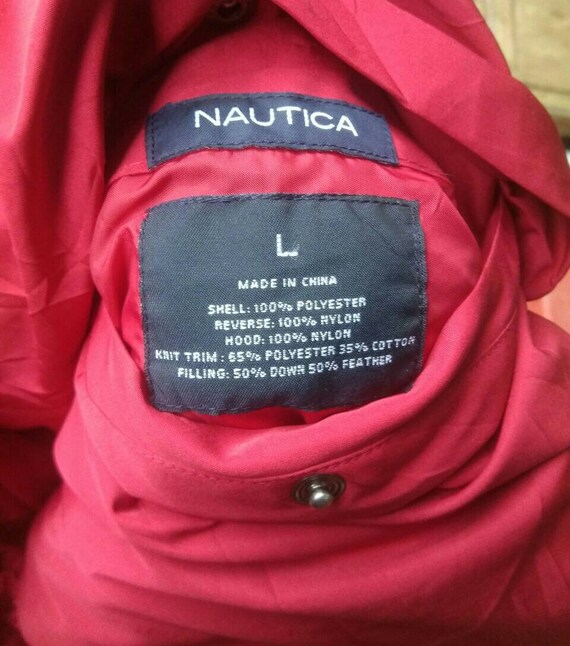 NAUTICA
L
MADE IN CHINA
SHELL: 100% POLYESTER
REVERSE: 100% NYLON
HOOD: 100% NYLON
KNIT TRIM : 65% POLYESTER 35% COTTON
FILLING: 50% DOWN 50% FEATHER